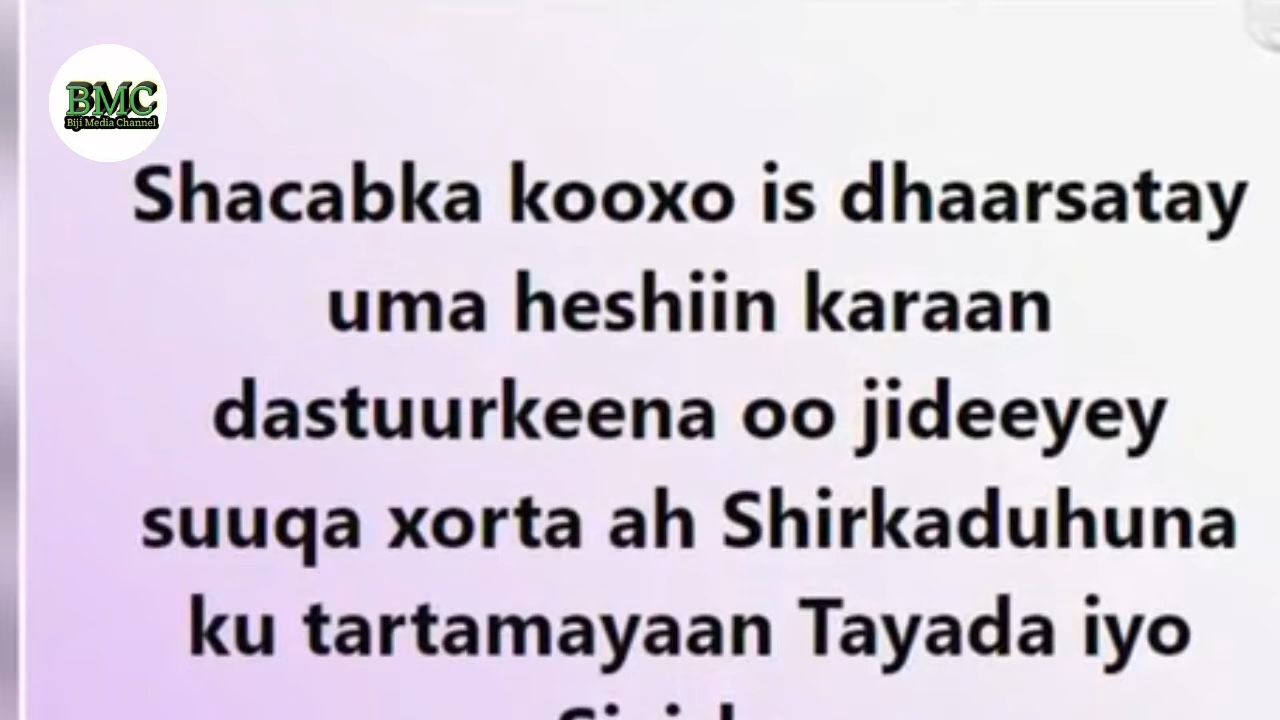 BMC
Biji Media Channel
Shacabka kooxo is dhaarsatay
uma heshiin karaan
dastuurkeena oo jideeyey
suuqa xorta ah Shirkaduhuna
ku tartamayaan Tayada iyo